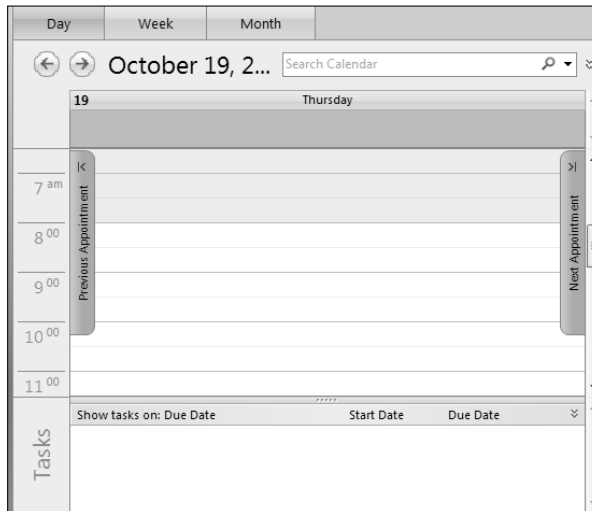 Day Week Month
October 19, 2... Search Calendar
19 Thursday
7 am
8 00
9 00
10 00
11 00
Previous Appointment
Next Appointment
Tasks
Show tasks on: Due Date Start Date Due Date